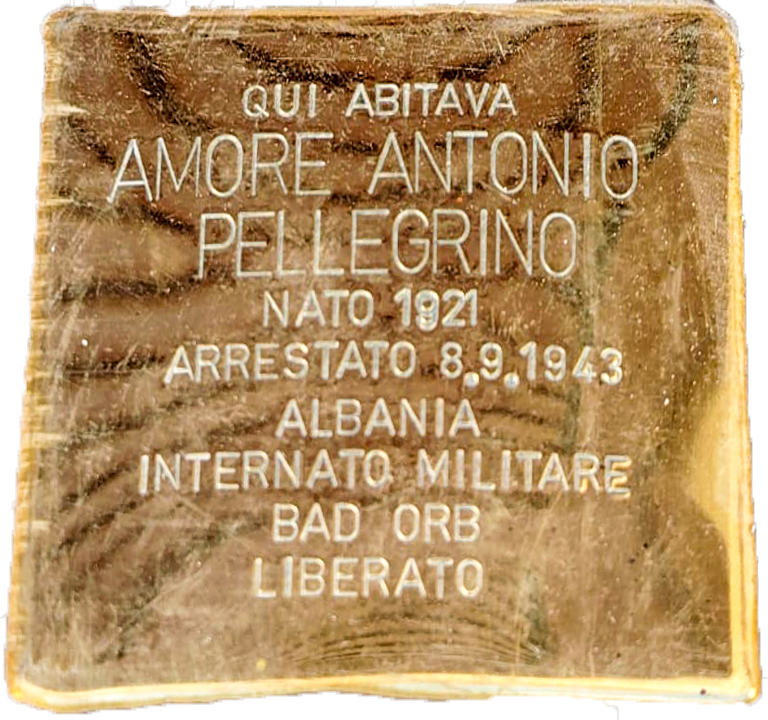 QUI ABITAVA
AMORE ANTONIO
PELLEGRINO
NATO 1921
ARRESTATO 8.9.1943
ALBANIA
INTERNATO MILITARE
BAD ORB
LIBERATO